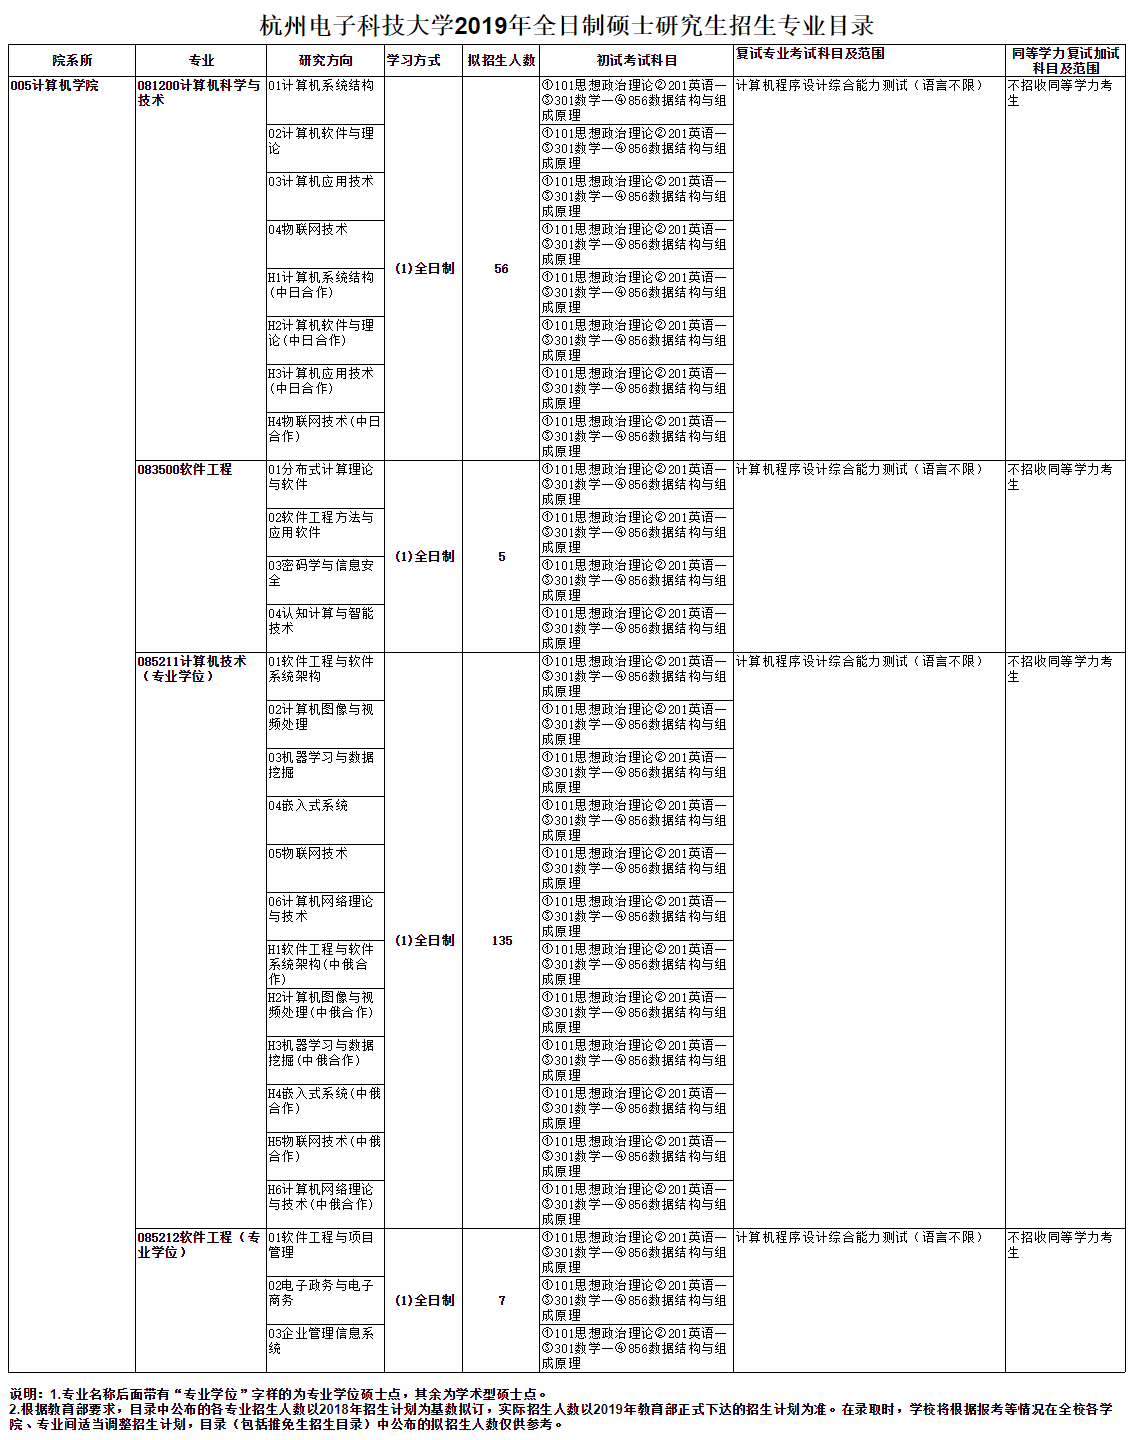 杭州电子科技大学2019年全日制硕士研究生招生专业目录
院系所 专业 研究方向 学习方式 拟招生人数 初试考试科目 复试专业考试科目及范围 同等学力复试加试
科目及范围
005计算机学院
081200计算机科学与
技术
(1)全日制
56
计算机程序设计综合能力测试（语言不限）
不招收同等学力考
生
01计算机系统结构
①101思想政治理论②201英语一
③301数学一④856数据结构与组
成原理
02计算机软件与理
论
①101思想政治理论②201英语一
③301数学一④856数据结构与组
成原理
03计算机应用技术
①101思想政治理论②201英语一
③301数学一④856数据结构与组
成原理
04物联网技术
①101思想政治理论②201英语一
③301数学一④856数据结构与组
成原理
H1计算机系统结构
(中日合作)
①101思想政治理论②201英语一
③301数学一④856数据结构与组
成原理
H2计算机软件与理
论(中日合作)
①101思想政治理论②201英语一
③301数学一④856数据结构与组
成原理
H3计算机应用技术
(中日合作)
①101思想政治理论②201英语一
③301数学一④856数据结构与组
成原理
H4物联网技术(中日
合作)
①101思想政治理论②201英语一
③301数学一④856数据结构与组
成原理
083500软件工程
(1)全日制
5
计算机程序设计综合能力测试（语言不限）
不招收同等学力考
生
01分布式计算理论
与软件
①101思想政治理论②201英语一
③301数学一④856数据结构与组
成原理
02软件工程方法与
应用软件
①101思想政治理论②201英语一
③301数学一④856数据结构与组
成原理
03密码学与信息安
全
①101思想政治理论②201英语一
③301数学一④856数据结构与组
成原理
04认知计算与智能
技术
①101思想政治理论②201英语一
③301数学一④856数据结构与组
成原理
085211计算机技术
（专业学位）
(1)全日制
135
计算机程序设计综合能力测试（语言不限）
不招收同等学力考
生
01软件工程与软件
系统架构
①101思想政治理论②201英语一
③301数学一④856数据结构与组
成原理
02计算机图像与视
频处理
①101思想政治理论②201英语一
③301数学一④856数据结构与组
成原理
03机器学习与数据
挖掘
①101思想政治理论②201英语一
③301数学一④856数据结构与组
成原理
04嵌入式系统
①101思想政治理论②201英语一
③301数学一④856数据结构与组
成原理
05物联网技术
①101思想政治理论②201英语一
③301数学一④856数据结构与组
成原理
06计算机网络理论
与技术
①101思想政治理论②201英语一
③301数学一④856数据结构与组
成原理
H1软件工程与软件
系统架构(中俄合
作)
①101思想政治理论②201英语一
③301数学一④856数据结构与组
成原理
H2计算机图像与视
频处理(中俄合作)
①101思想政治理论②201英语一
③301数学一④856数据结构与组
成原理
H3机器学习与数据
挖掘(中俄合作)
①101思想政治理论②201英语一
③301数学一④856数据结构与组
成原理
H4嵌入式系统(中俄
合作)
①101思想政治理论②201英语一
③301数学一④856数据结构与组
成原理
H5物联网技术(中俄
合作)
①101思想政治理论②201英语一
③301数学一④856数据结构与组
成原理
H6计算机网络理论
与技术(中俄合作)
①101思想政治理论②201英语一
③301数学一④856数据结构与组
成原理
085212软件工程（专
业学位）
(1)全日制
7
计算机程序设计综合能力测试（语言不限）
不招收同等学力考
生
01软件工程与项目
管理
①101思想政治理论②201英语一
③301数学一④856数据结构与组
成原理
02电子政务与电子
商务
①101思想政治理论②201英语一
③301数学一④856数据结构与组
成原理
03企业管理信息系
统
①101思想政治理论②201英语一
③301数学一④856数据结构与组
成原理
说明：1.专业名称后面带有“专业学位”字样的为专业学位硕士点，其余为学术型硕士点。
2.根据教育部要求，目录中公布的各专业招生人数以2018年招生计划为基数拟订，实际招生人数以2019年教育部正式下达的招生计划为准。在录取时，学校将根据报考等情况在全校各学
院、专业间适当调整招生计划，目录（包括推免生招生目录）中公布的拟招生人数仅供参考。